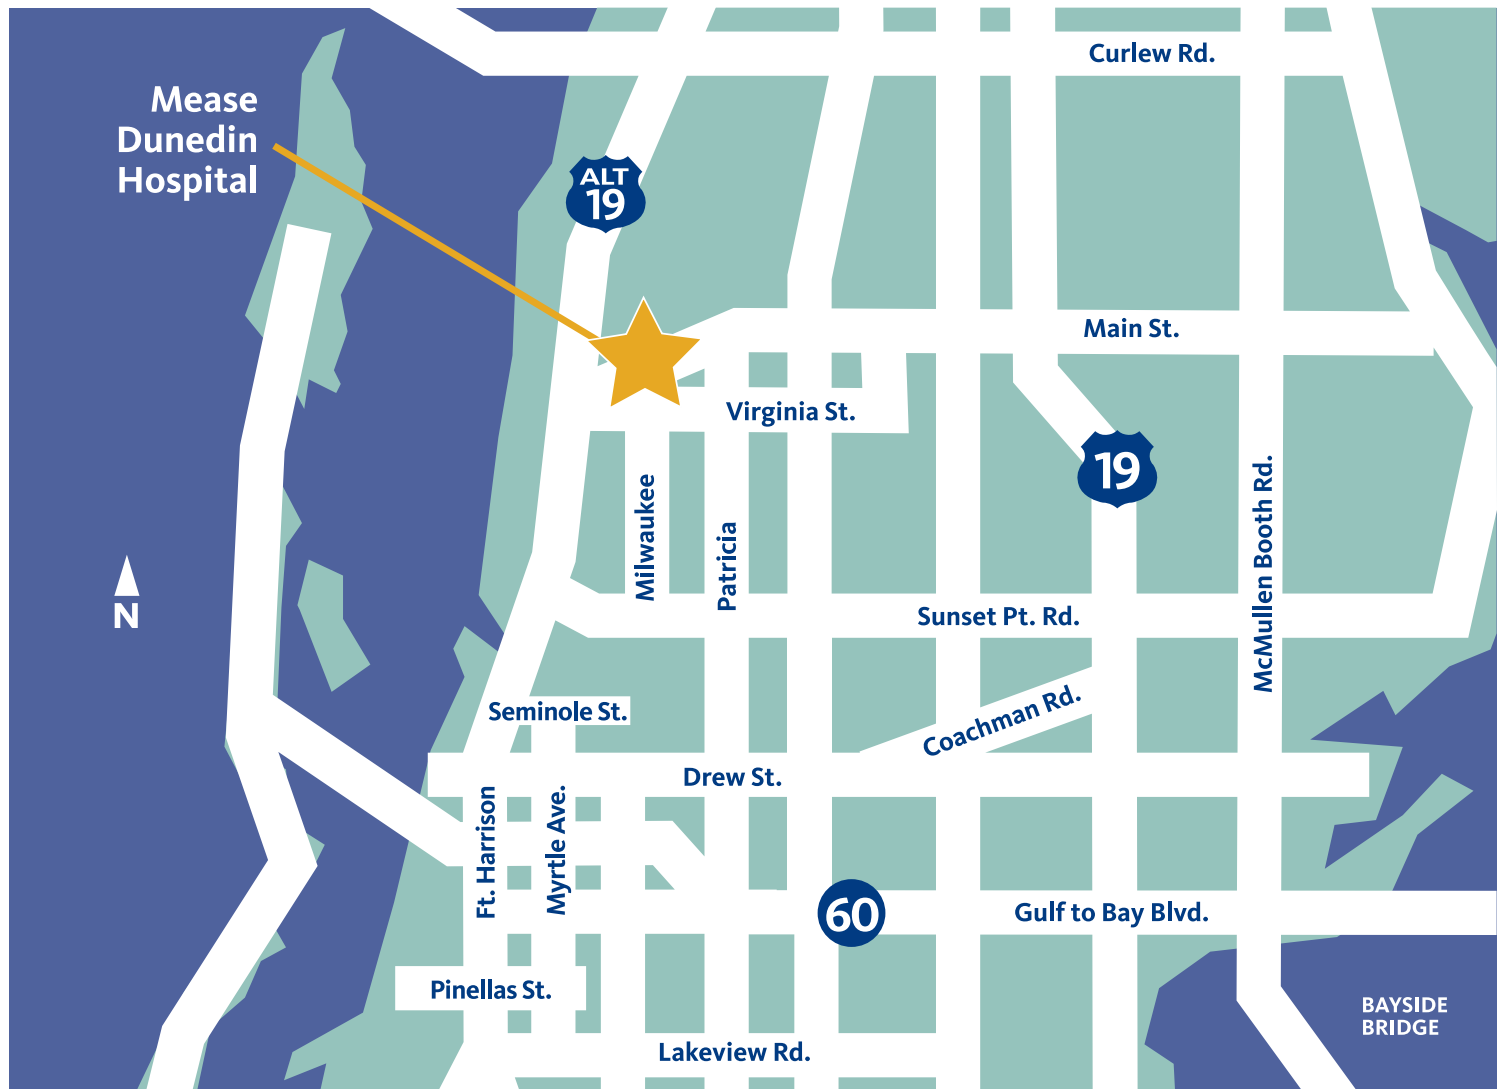 Curlew Rd.
Mease
Dunedin
Hospital
ALT
19
Main St.
Virginia St.
19
Milwaukee
Patricia
McMullen Booth Rd.
N
Sunset Pt. Rd.
Coachman Rd.
Seminole St.
Drew St.
Ft. Harrison
Myrtle Ave.
60
Gulf to Bay Blvd.
Pinellas St.
BAYSIDE
BRIDGE
Lakeview Rd.